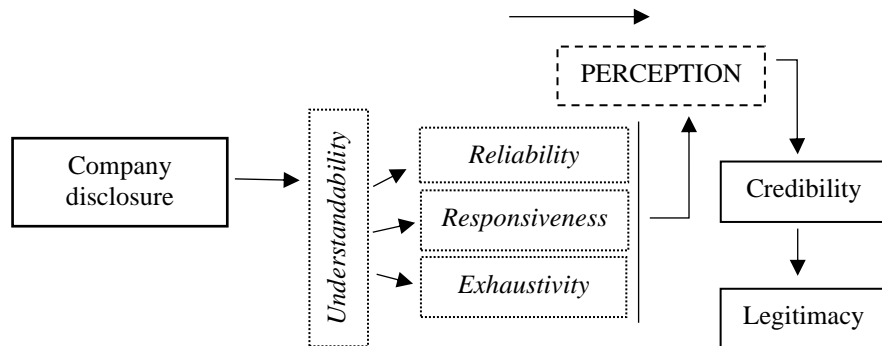 PERCEPTION
Company
disclosure
Understandability
Reliability
Responsiveness
Exhaustivity
Credibility
Legitimacy